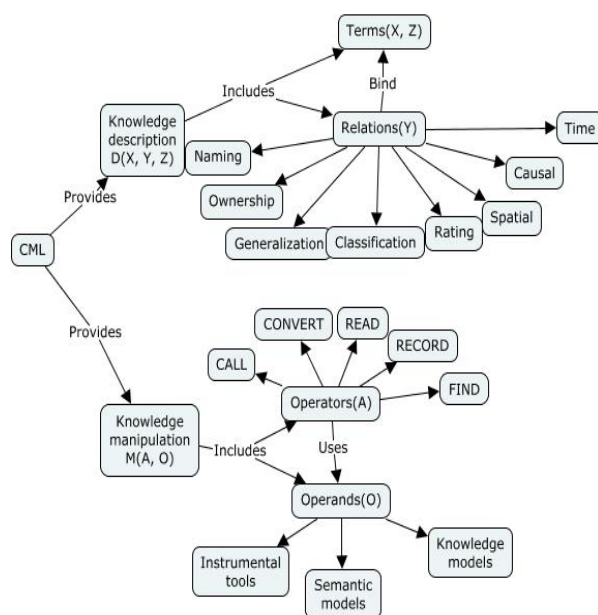 Terms(X, Z)
Includes
Bind
Knowledge
description
D(X, Y, Z)
Relations(Y)
Time
Naming
Causal
Provides
Ownership
Spatial
Rating
Generalization
Classification
CML
Provides
CONVERT
READ
RECORD
CALL
FIND
Operators(A)
Knowledge
manipulation
M(A, O)
Includes
Uses
Operands(O)
Instrumental
tools
Semantic
models
Knowledge
models